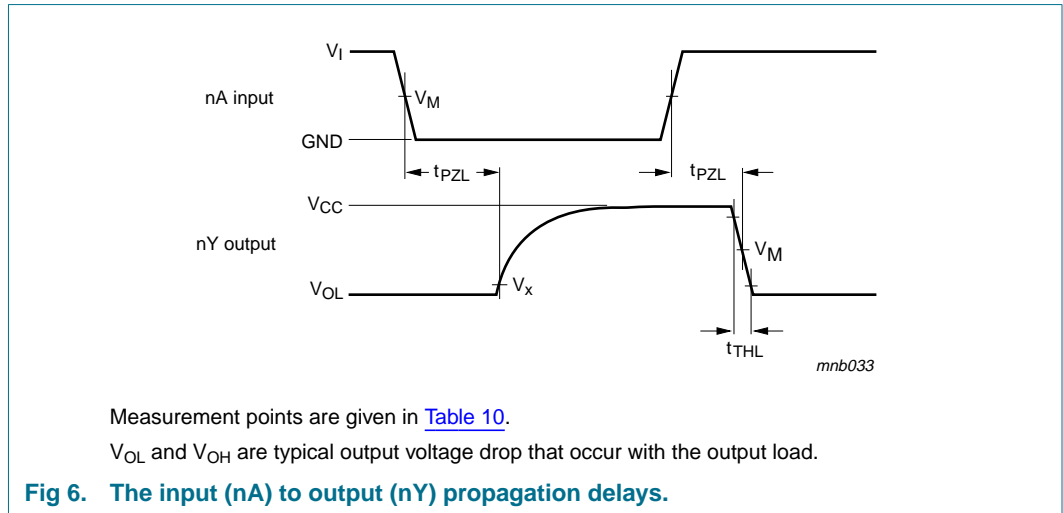 VI
nA input
VM
GND
tPZL
tPZL
VCC
nY output
VM
VOL
Vx
tTHL
mnb033
Measurement points are given in Table 10.
VOL and VOH are typical output voltage drop that occur with the output load.
Fig 6. The input (nA) to output (nY) propagation delays.